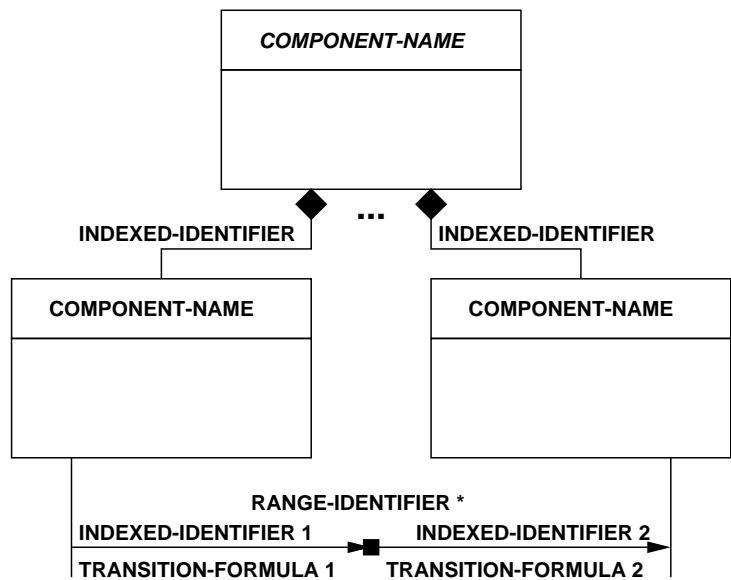 COMPONENT-NAME
...
INDEXED-IDENTIFIER INDEXED-IDENTIFIER
COMPONENT-NAME COMPONENT-NAME
RANGE-IDENTIFIER *
INDEXED-IDENTIFIER 1 INDEXED-IDENTIFIER 2
TRANSITION-FORMULA 1 TRANSITION-FORMULA 2